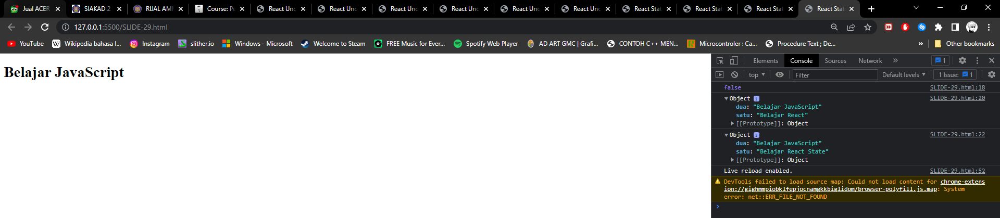 Jual ACER
SIAKAD 2
RIJAL AMI
Course: Pe
React Unc
React Unc
React Unc
React Unc
React Unc
React Unc
React Stat
React Stat
React Stat
React Stat
127.0.0.1:5500/SLIDE-29.html
YouTube
Wikipedia bahasa I...
Instagram
slither.io
Windows - Microsoft
Welcome to Steam
FREE Music for Ever...
Spotify Web Player
AD ART GMC | Grafi...
CONTOH C++ MEN...
Microcontroler : Ca...
Procedure Text ; De...
»
Other bookmarks
Belajar JavaScript
Elements
Console
Sources
Network
»
1
top
Filter
Default levels
1 Issue: 1
false SLIDE-29.html:18
Object i SLIDE-29.html:20
dua: "Belajar JavaScript"
satu: "Belajar React"
[[Prototype]]: Object
Object i SLIDE-29.html:22
dua: "Belajar JavaScript"
satu: "Belajar React State"
[[Prototype]]: Object
Live reload enabled. SLIDE-29.html:52
DevTools failed to load source map: Could not load content for chrome-extens
ion://gighmmpiobklfepjocnamgkkbiglidom/browser-polyfill.js.map: System
error: net::ERR_FILE_NOT_FOUND